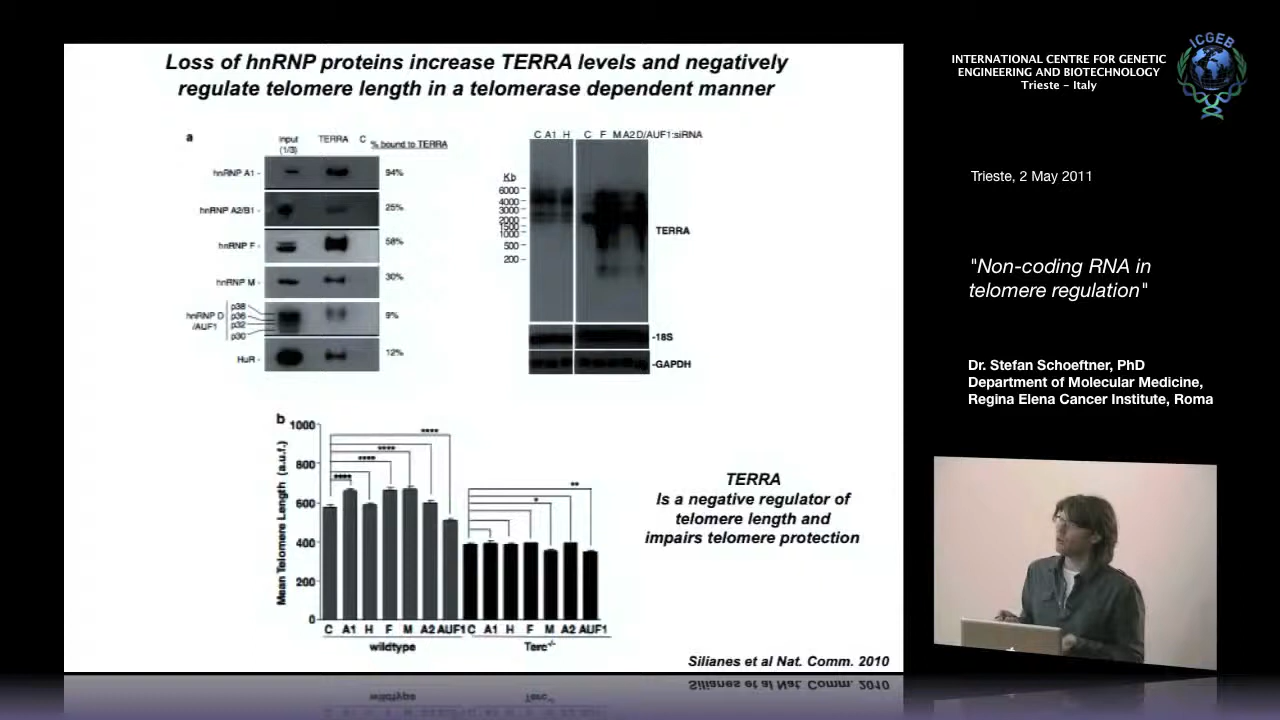 Loss of hnRNP proteins increase TERRA levels and negatively
regulate telomere length in a telomerase dependent manner
a
input
(1/3)
TERRA
C
% bound to TERRA
hnRNP A1 - 94%
hnRNP A2/B1 - 25%
hnRNP F - 58%
hnRNP M - 30%
hnRNP D
/AUF1
p38
p36
p32
p30
9%
HuR - 12%
C A1 H C F M A2 D/AUF1:siRNA
Kb
6000
4000
3000
2000
1500
1000
500
200
TERRA
-18S
-GAPDH
b
Mean Telomere Length (a.u.f.)
1000
800
600
400
200
0
****
****
****
****
**
*
C A1 H F M A2 AUF1 C A1 H F M A2 AUF1
wildtype
Terc-/-
TERRA
Is a negative regulator of
telomere length and
impairs telomere protection
Silianes et al Nat. Comm. 2010
ICGEB
INTERNATIONAL CENTRE FOR GENETIC
ENGINEERING AND BIOTECHNOLOGY
Trieste - Italy
Trieste, 2 May 2011
"Non-coding RNA in
telomere regulation"
Dr. Stefan Schoeftner, PhD
Department of Molecular Medicine,
Regina Elena Cancer Institute, Roma